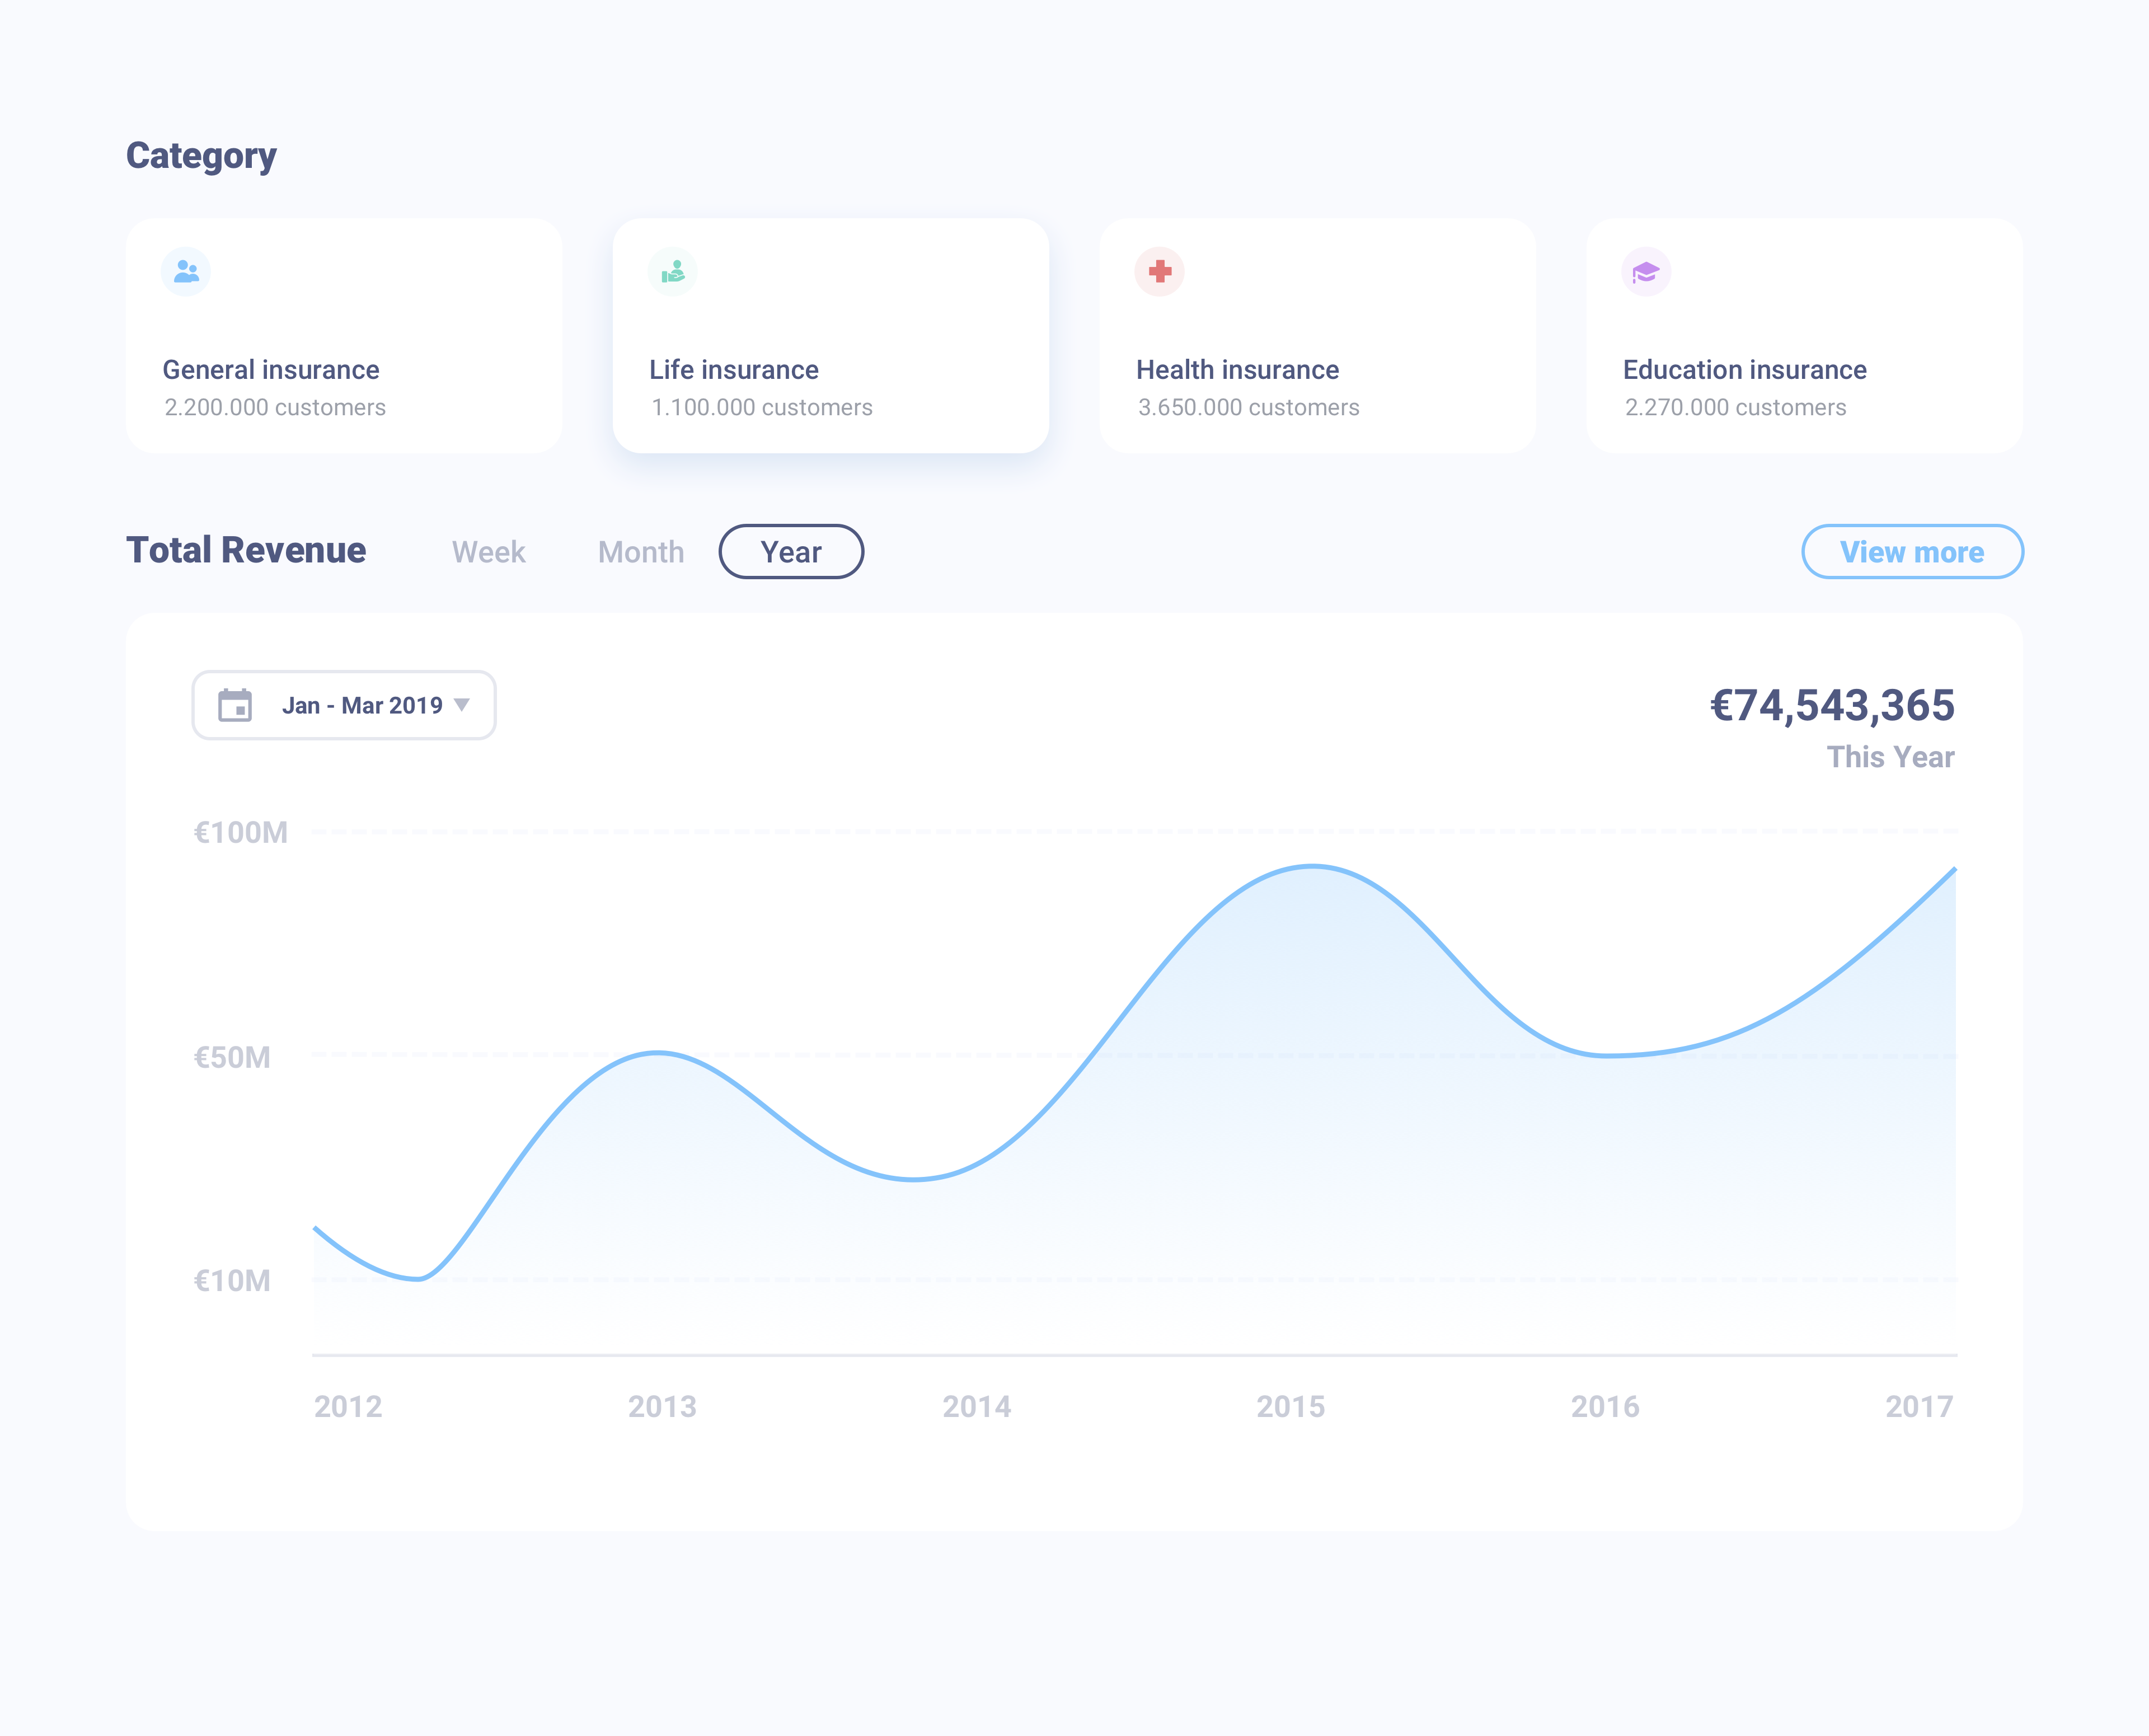 Category
General insurance
2.200.000 customers
Life insurance
1.100.000 customers
Health insurance
3.650.000 customers
Education insurance
2.270.000 customers
Total Revenue Week Month Year View more
Jan - Mar 2019 €74,543,365
This Year
€100M
€50M
€10M
2012 2013 2014 2015 2016 2017